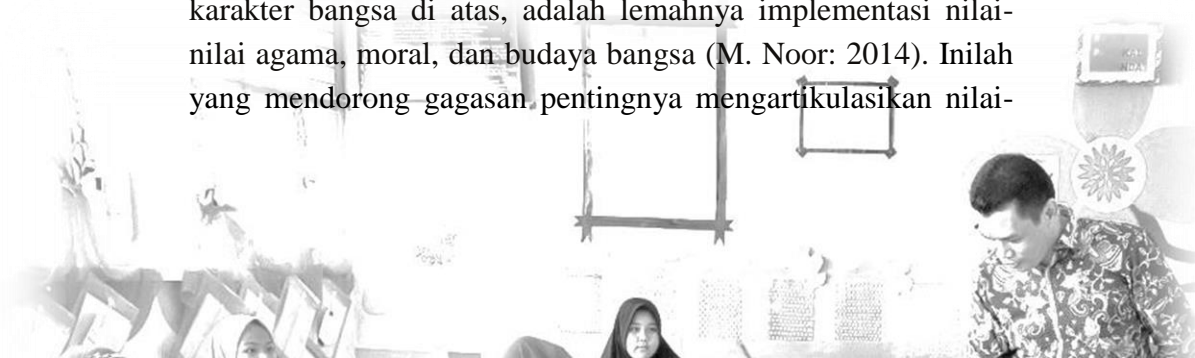 karakter bangsa di atas, adalah lemahnya implementasi nilai-
nilai agama, moral, dan budaya bangsa (M. Noor: 2014). Inilah
yang mendorong gagasan pentingnya mengartikulasikan nilai-